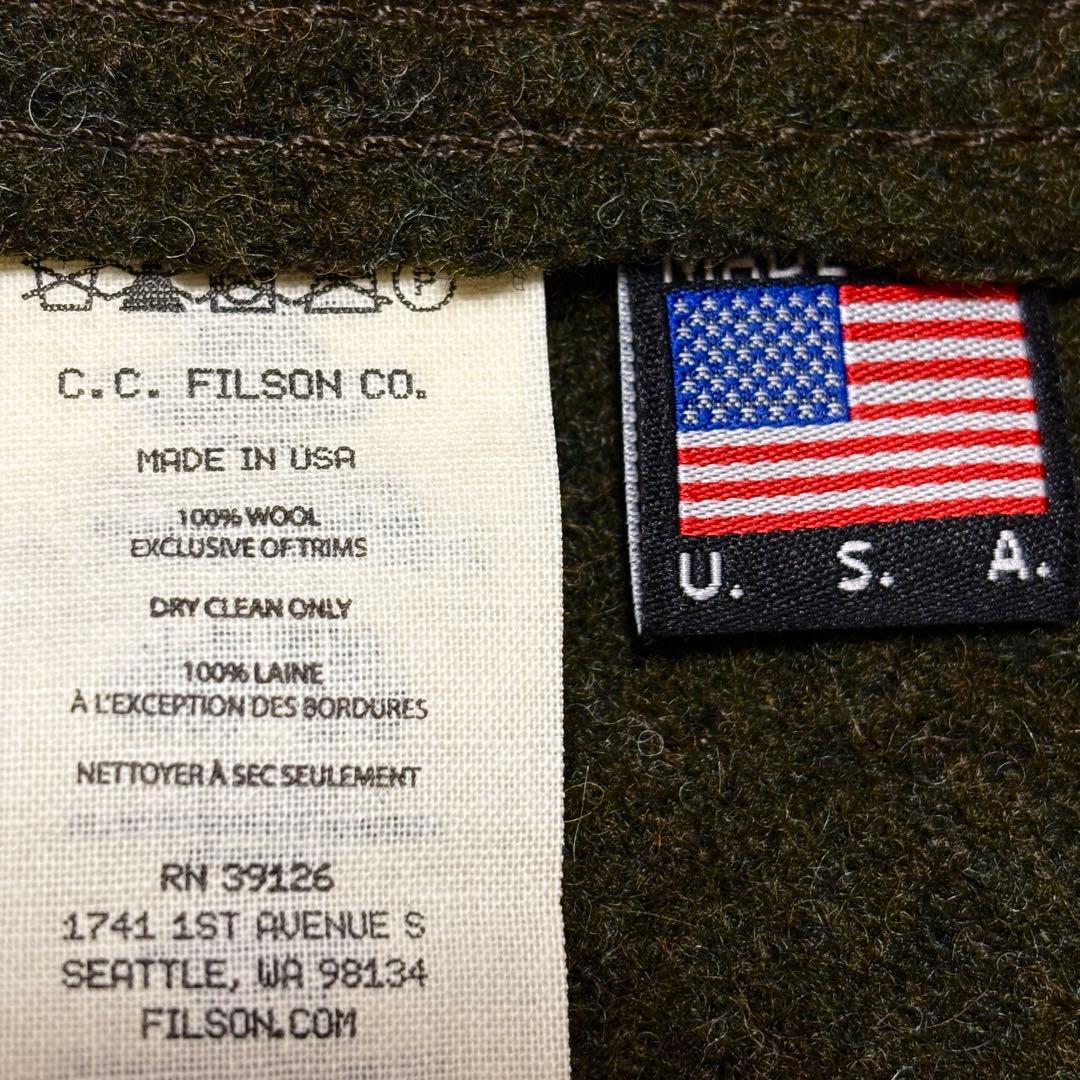 P
C.C. FILSON CO.
MADE IN USA
100% WOOL
EXCLUSIVE OF TRIMS
DRY CLEAN ONLY
100% LAINE
À L'EXCEPTION DES BORDURES
NETTOYER À SEC SEULEMENT
RN 39126
1741 1ST AVENUE S
SEATTLE, WA 98134
FILSON.COM
MADE
U. S. A.